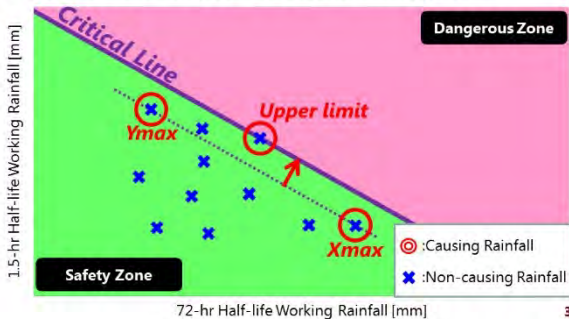 Dangerous Zone
Critical Line
Upper limit
Ymax
Xmax
Safety Zone
:Causing Rainfall
:Non-causing Rainfall
1.5-hr Half-life Working Rainfall [mm]
72-hr Half-life Working Rainfall [mm]
3